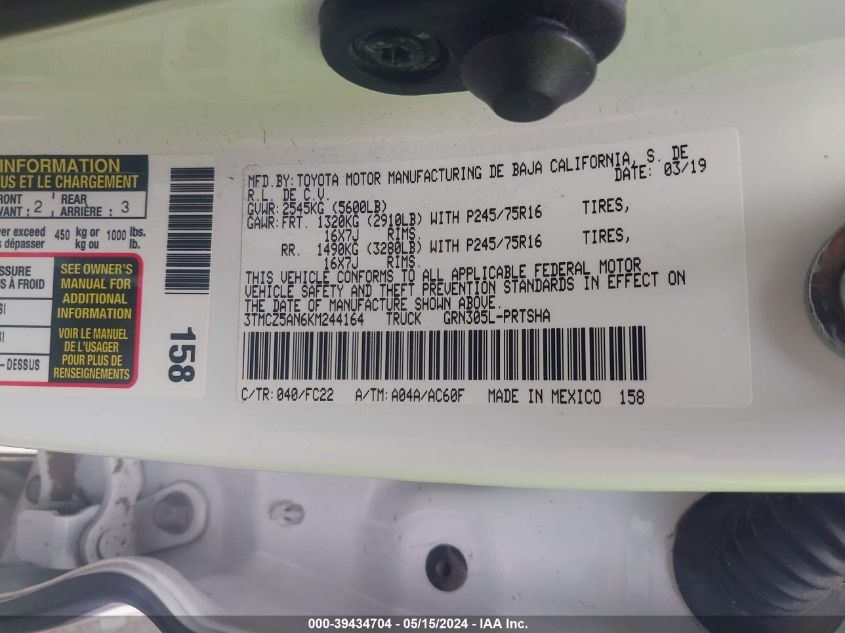 INFORMATION
US ET LE CHARGEMENT
FRONT
VANT : 2
REAR
ARRIÈRE : 3
ever exceed 450 kg or 1000 lbs.
s dépasser kg ou lb.
SSURE
S À FROID
SI
SI
- DESSUS
SEE OWNER'S
MANUAL FOR
ADDITIONAL
INFORMATION
VOIR LE MANUEL
DE L'USAGER
POUR PLUS DE
RENSEIGNEMENTS
158
MFD.BY:TOYOTA MOTOR MANUFACTURING DE BAJA CALIFORNIA, S. DE
R.L. DE C.V. DATE: 03/19
GVWR:2545KG (5600LB)
GAWR:FRT. 1320KG (2910LB) WITH P245/75R16 TIRES,
16X7J RIMS.
RR. 1490KG (3280LB) WITH P245/75R16 TIRES,
16X7J RIMS.
THIS VEHICLE CONFORMS TO ALL APPLICABLE FEDERAL MOTOR
VEHICLE SAFETY AND THEFT PREVENTION STANDARDS IN EFFECT ON
THE DATE OF MANUFACTURE SHOWN ABOVE.
3TMCZ5AN6KM244164 TRUCK GRN305L-PRTSHA
C/TR:040/FC22 A/TM:A04A/AC60F MADE IN MEXICO 158
000-39434704 - 05/15/2024 - IAA Inc.